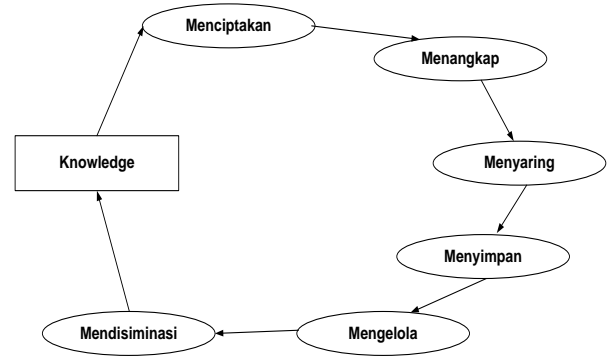 Menciptakan
Menangkap
Knowledge
Menyaring
Menyimpan
Mendisiminasi
Mengelola